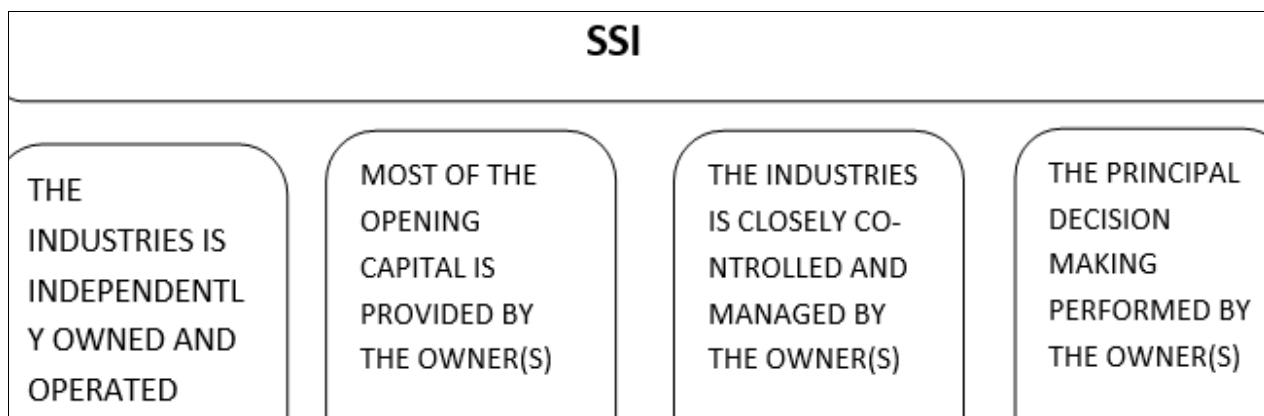 SSI
THE
INDUSTRIES IS
INDEPENDENTL
Y OWNED AND
OPERATED
MOST OF THE
OPENING
CAPITAL IS
PROVIDED BY
THE OWNER(S)
THE INDUSTRIES
IS CLOSELY CO-
NTROLLED AND
MANAGED BY
THE OWNER(S)
THE PRINCIPAL
DECISION
MAKING
PERFORMED BY
THE OWNER(S)